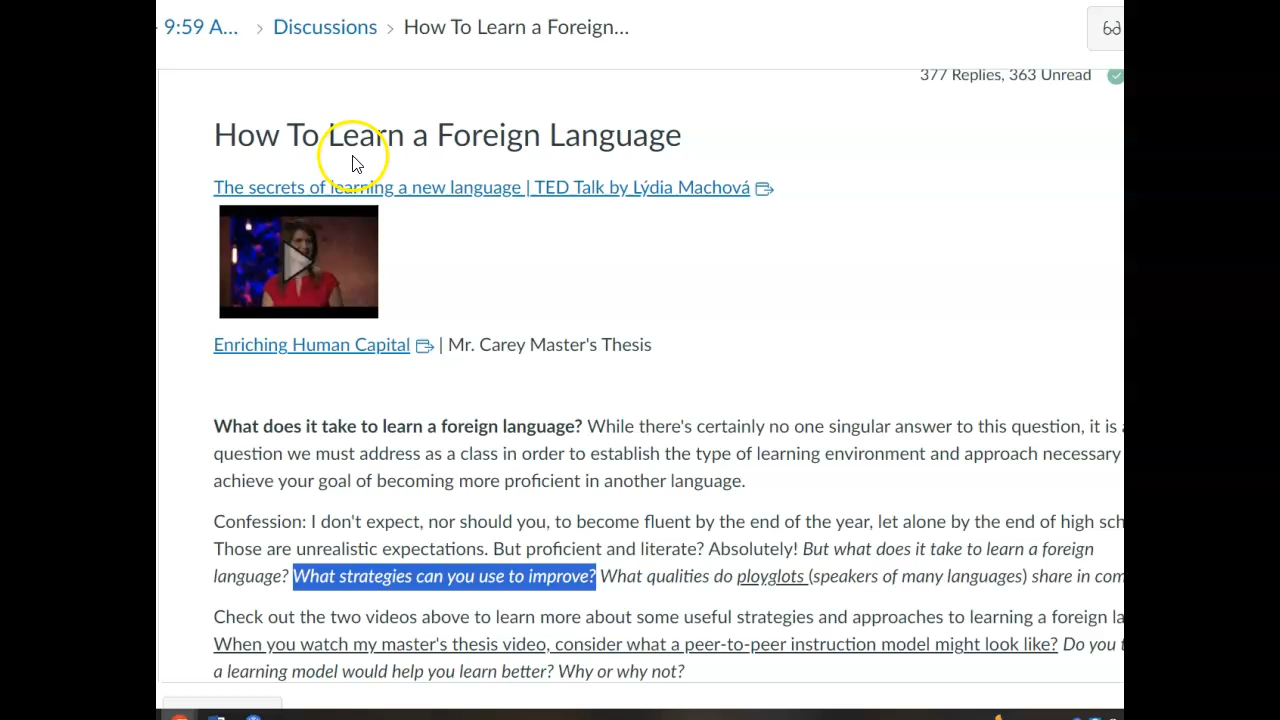 9:59 A... > Discussions > How To Learn a Foreign...
377 Replies, 363 Unread
How To Learn a Foreign Language
The secrets of learning a new language | TED Talk by Lýdia Machová
Enriching Human Capital | Mr. Carey Master's Thesis
What does it take to learn a foreign language? While there's certainly no one singular answer to this question, it is
question we must address as a class in order to establish the type of learning environment and approach necessary
achieve your goal of becoming more proficient in another language.
Confession: I don't expect, nor should you, to become fluent by the end of the year, let alone by the end of high sch
Those are unrealistic expectations. But proficient and literate? Absolutely! But what does it take to learn a foreign
language? What strategies can you use to improve? What qualities do ployglots (speakers of many languages) share in com
Check out the two videos above to learn more about some useful strategies and approaches to learning a foreign la
When you watch my master's thesis video, consider what a peer-to-peer instruction model might look like? Do you t
a learning model would help you learn better? Why or why not?